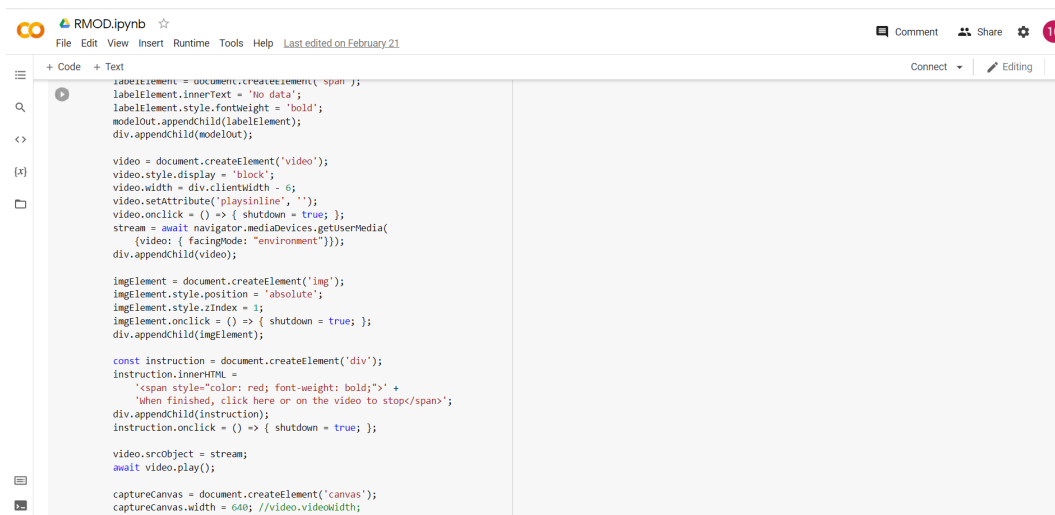 RMOD.ipynb
File Edit View Insert Runtime Tools Help Last edited on February 21
Comment Share
+ Code + Text
Connect Editing
labelElement = document.createElement('span');
labelElement.innerText = 'No data';
labelElement.style.fontWeight = 'bold';
modelOut.appendChild(labelElement);
div.appendChild(modelOut);
video = document.createElement('video');
video.style.display = 'block';
video.width = div.clientWidth - 6;
video.setAttribute('playsinline', '');
video.onclick = () => { shutdown = true; };
stream = await navigator.mediaDevices.getUserMedia(
{video: { facingMode: "environment"}});
div.appendChild(video);
imgElement = document.createElement('img');
imgElement.style.position = 'absolute';
imgElement.style.zIndex = 1;
imgElement.onclick = () => { shutdown = true; };
div.appendChild(imgElement);
const instruction = document.createElement('div');
instruction.innerHTML =
'<span style="color: red; font-weight: bold;">' +
'When finished, click here or on the video to stop</span>';
div.appendChild(instruction);
instruction.onclick = () => { shutdown = true; };
video.srcObject = stream;
await video.play();
captureCanvas = document.createElement('canvas');
captureCanvas.width = 640; //video.videoWidth;